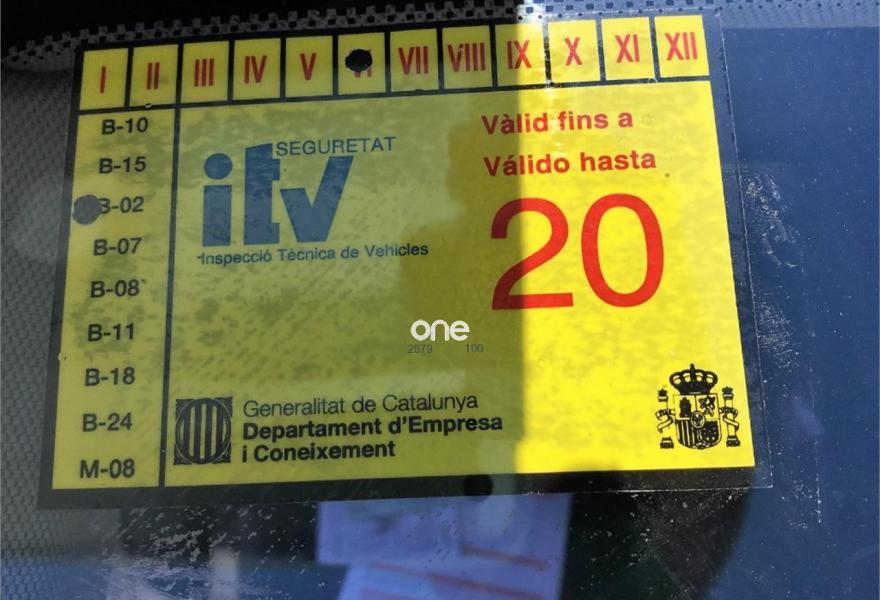 I II III IV V VI VII VIII IX X XI XII
B-10
B-15
B-02
B-07
B-08
B-11
B-18
B-24
M-08
SEGURETAT
itv
Inspecció Tècnica de Vehicles
Vàlid fins a
Válido hasta
20
one
2579 100
Generalitat de Catalunya
Departament d'Empresa
i Coneixement